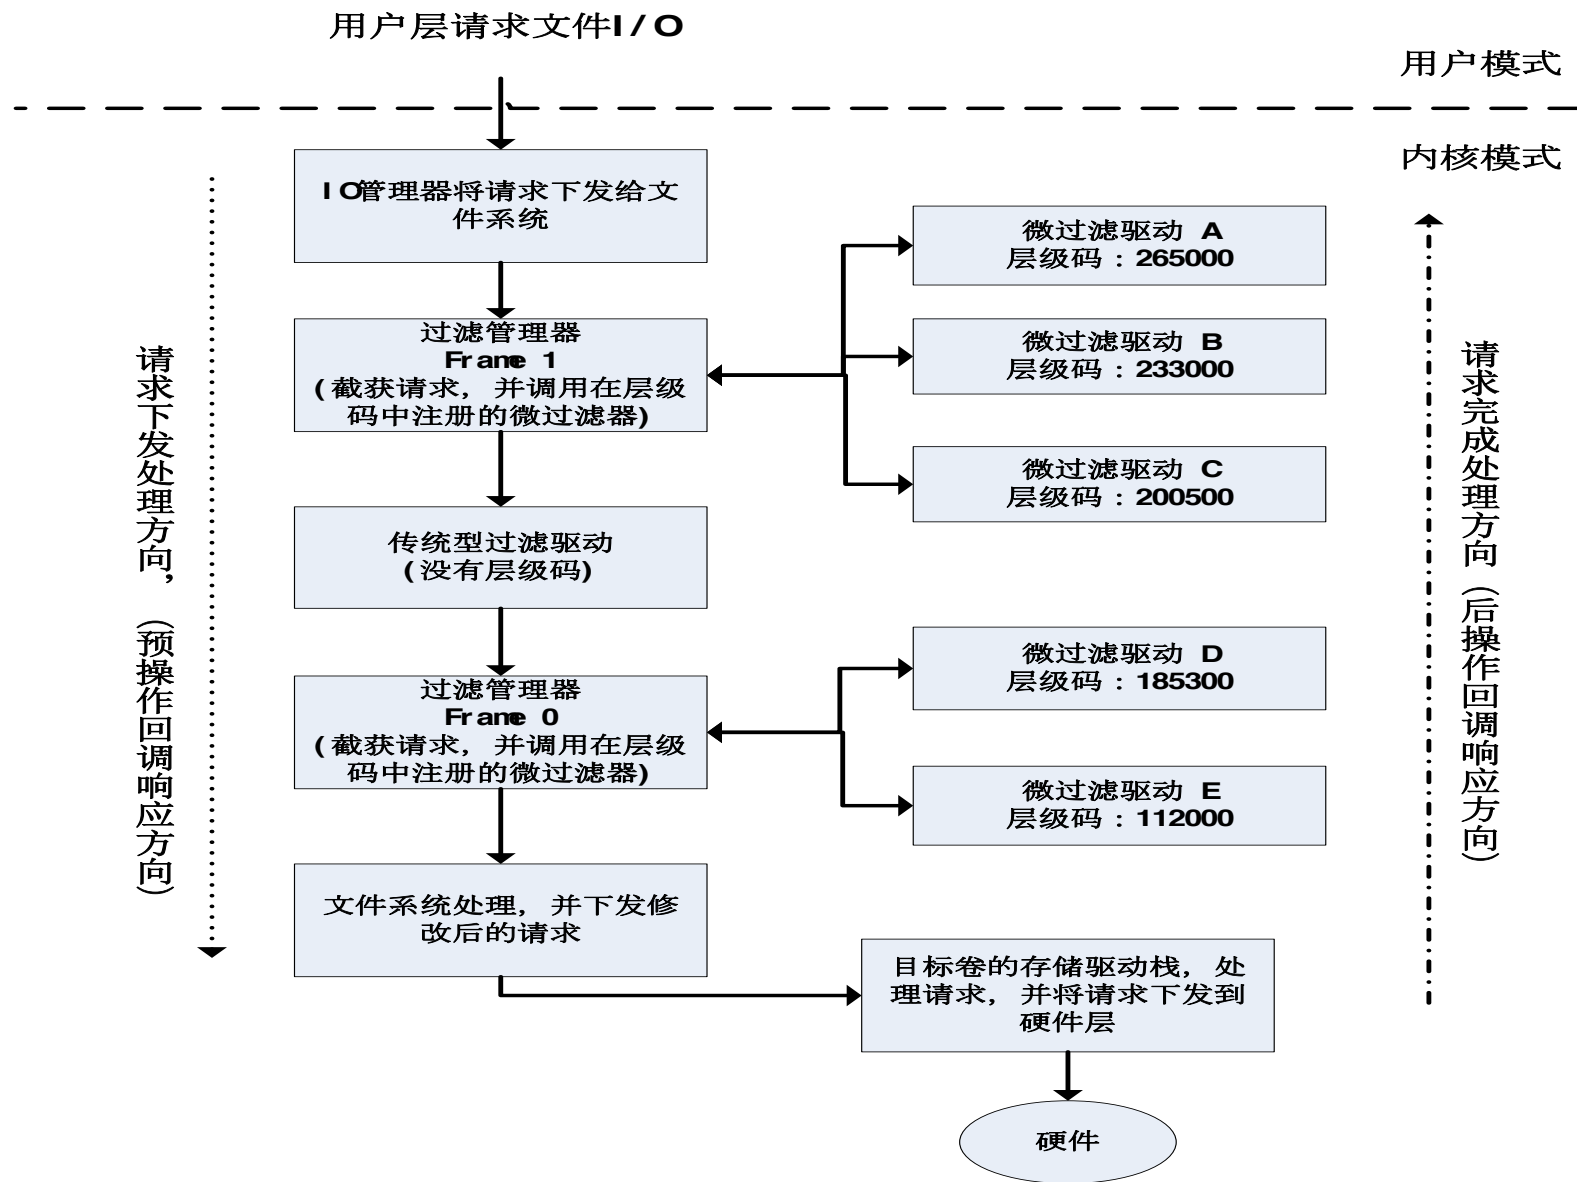 用户层请求文件I/O
用户模式
内核模式
IO管理器将请求下发给文
件系统
微过滤驱动 A
层级码：265000
过滤管理器
Frame 1
(截获请求，并调用在层级
码中注册的微过滤器)
微过滤驱动 B
层级码：233000
微过滤驱动 C
层级码：200500
传统型过滤驱动
(没有层级码)
微过滤驱动 D
层级码：185300
过滤管理器
Frame 0
(截获请求，并调用在层级
码中注册的微过滤器)
微过滤驱动 E
层级码：112000
文件系统处理，并下发修
改后的请求
目标卷的存储驱动栈，处
理请求，并将请求下发到
硬件层
硬件
请求下发处理方向，（预操作回调响应方向）
请求完成处理方向（后操作回调响应方向）